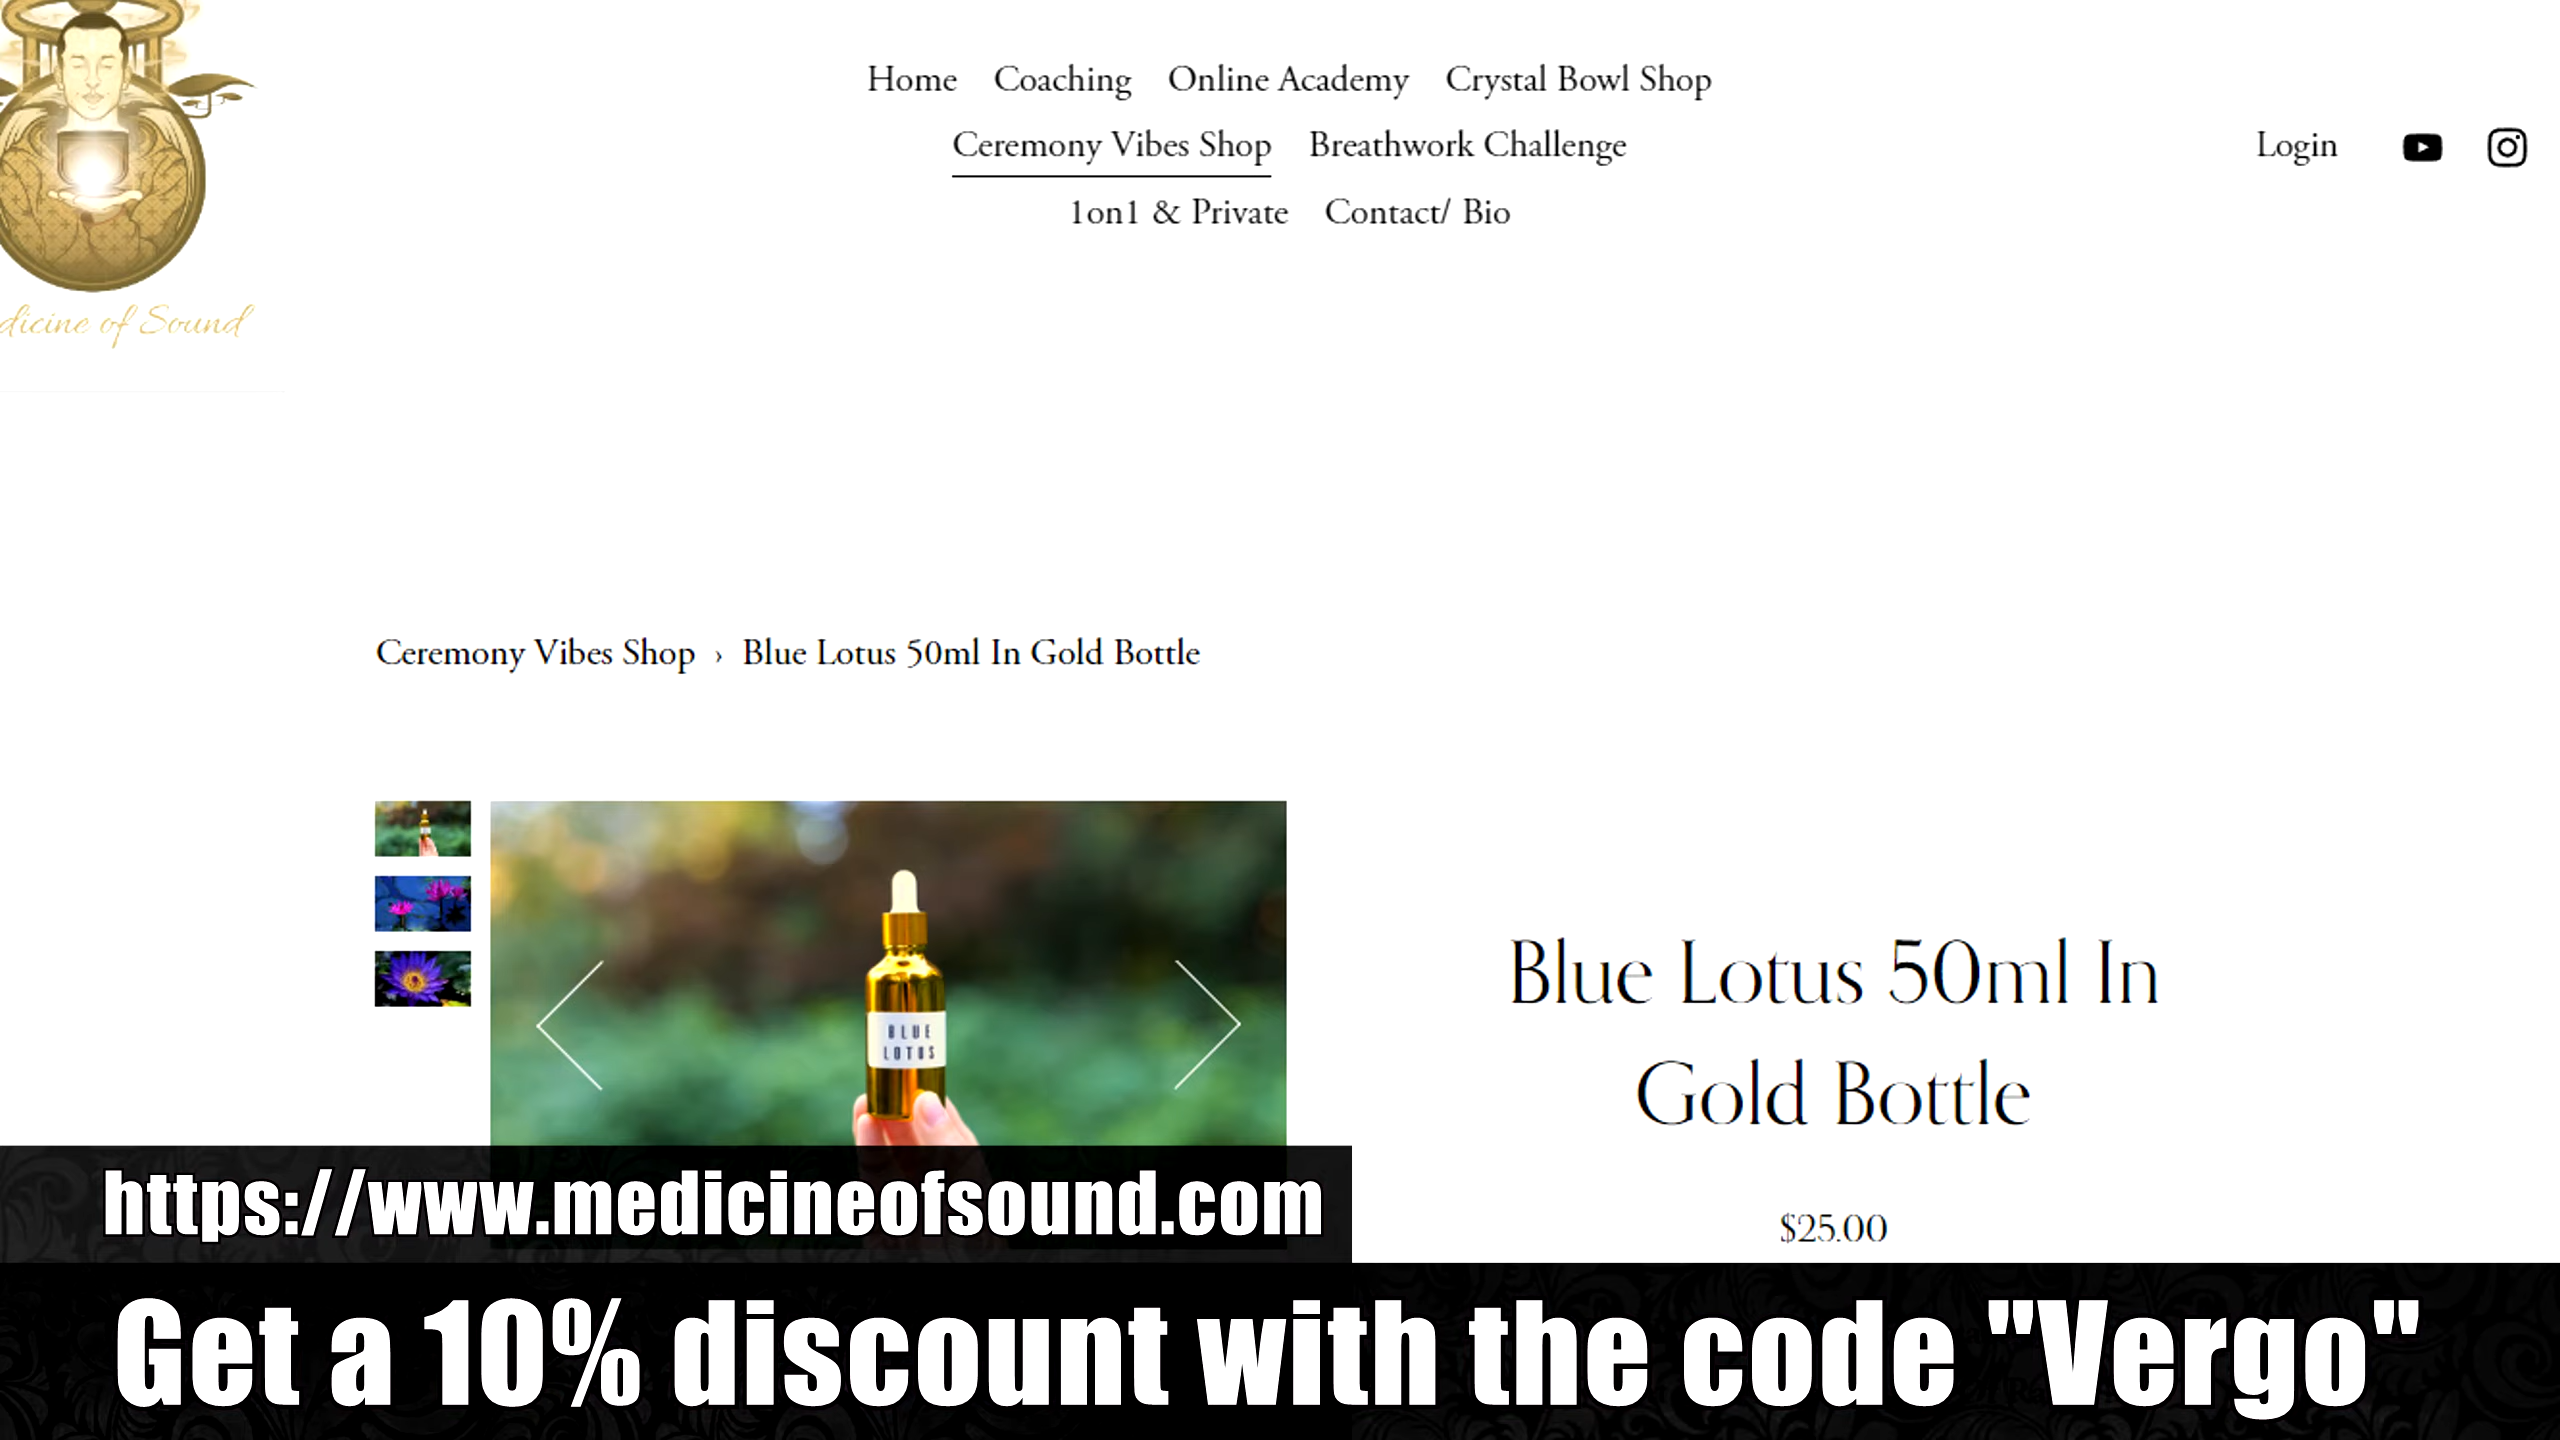 Home Coaching Online Academy Crystal Bowl Shop
Ceremony Vibes Shop Breathwork Challenge
Login
1on1 & Private Contact/ Bio
dicine of Sound
Ceremony Vibes Shop › Blue Lotus 50ml In Gold Bottle
BLUE
LOTUS
Blue Lotus 50ml In
Gold Bottle
$25.00
https://www.medicineofsound.com
Get a 10% discount with the code "Vergo"